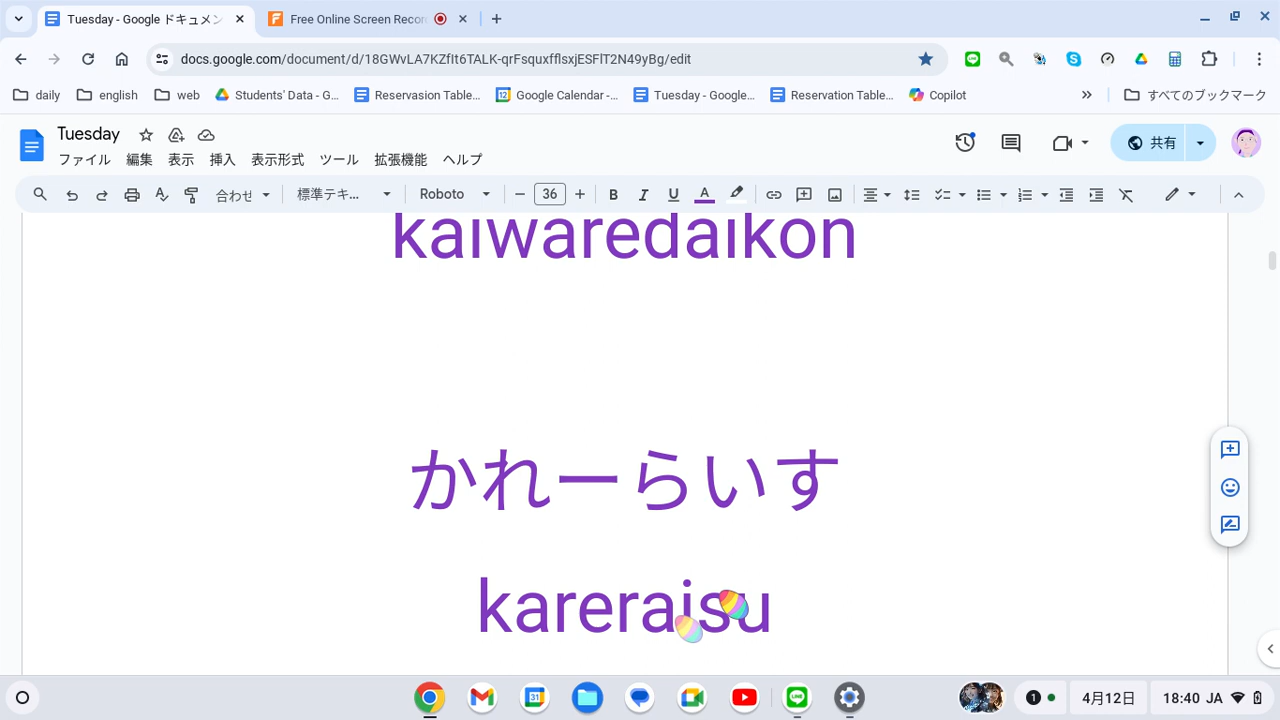 Tuesday - Google ドキュメン
Free Online Screen Recor
docs.google.com/document/d/18GWvLA7KZfIt6TALK-qrFsquxfflsxjESFlT2N49yBg/edit
daily
english
web
Students' Data - G...
Reservasion Table...
Google Calendar -...
Tuesday - Google...
Reservation Table...
Copilot
すべてのブックマーク
Tuesday
共有
ファイル 編集 表示 挿入 表示形式 ツール 拡張機能 ヘルプ
合わせ
標準テキ...
Roboto
36
kaiwaredaikon
かれーらいす
kareraisu
1
4月12日
18:40 JA